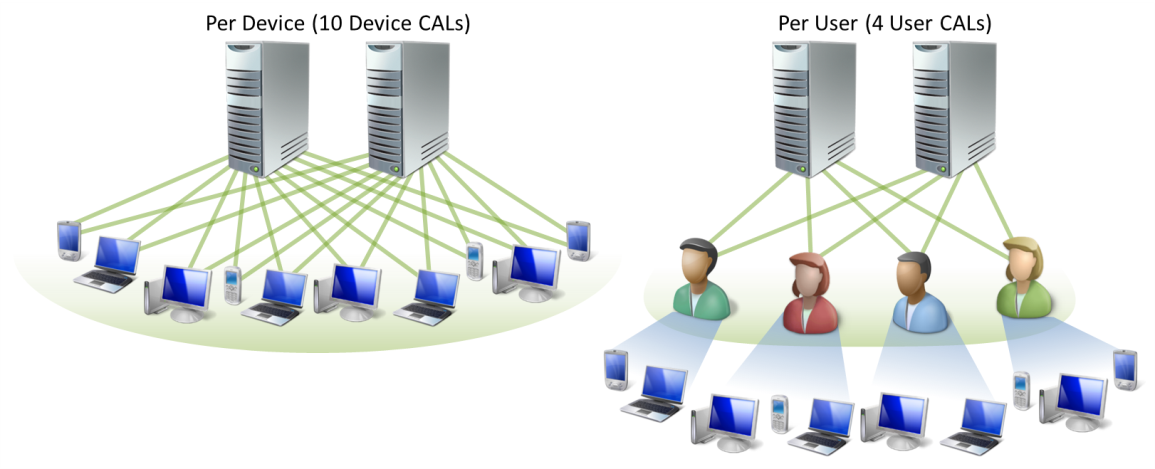 Per Device (10 Device CALs)
Per User (4 User CALs)